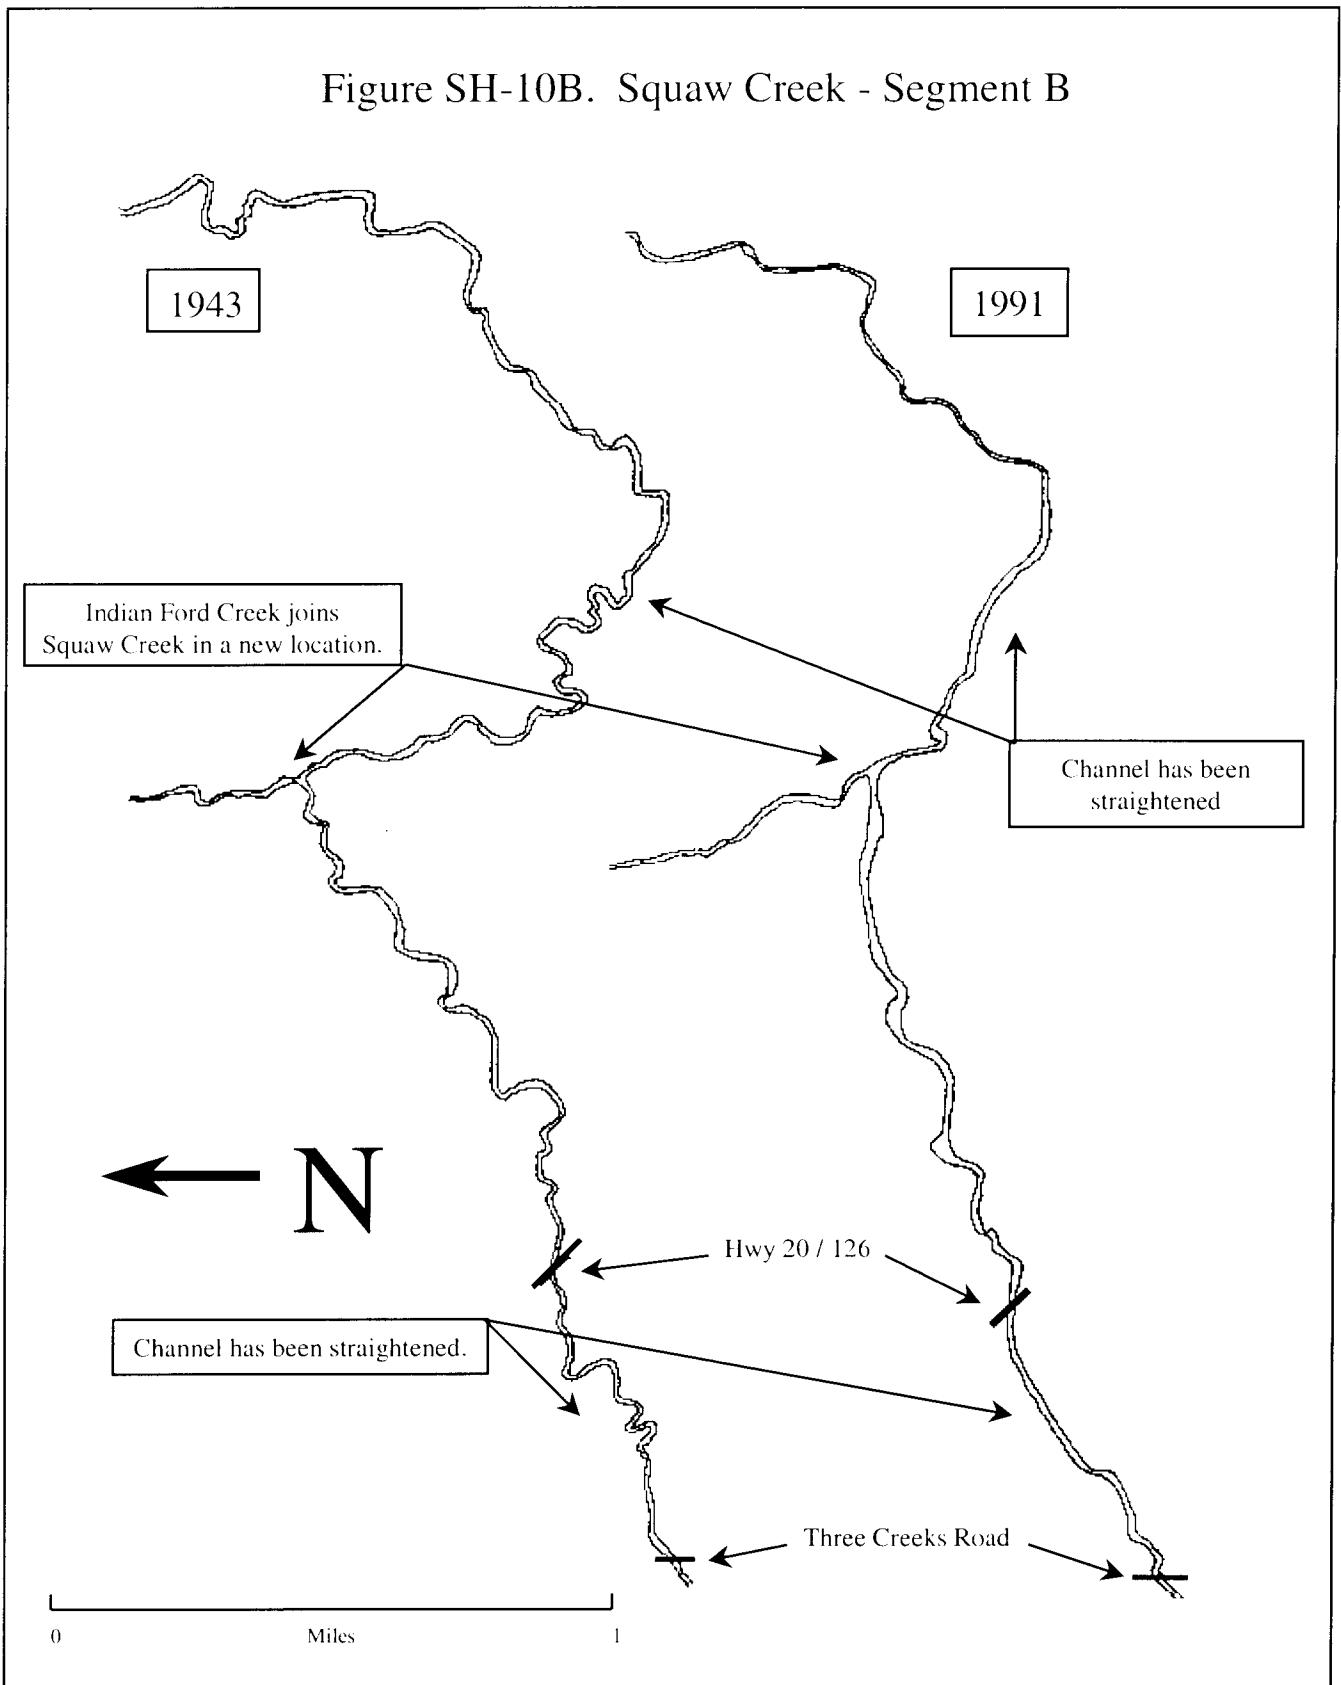 Figure SH-10B.  Squaw Creek - Segment B
1943
1991
Indian Ford Creek joins
Squaw Creek in a new location.
Channel has been
straightened
N
Hwy 20 / 126
Channel has been straightened.
Three Creeks Road
0
Miles
1